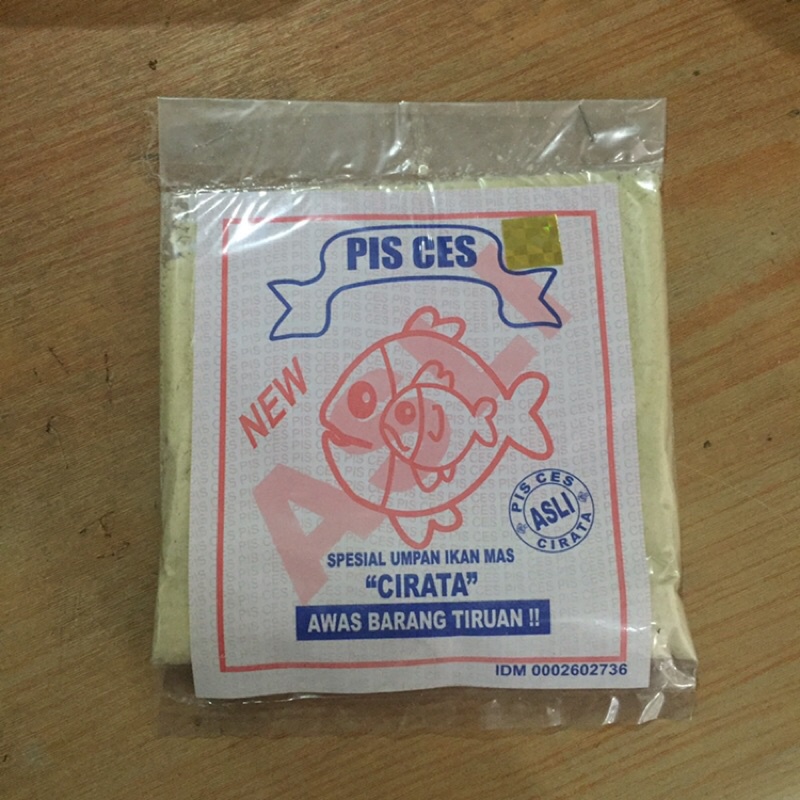 PIS CES
NEW
ASLI
PIS CES
ASLI
CIRATA
SPESIAL UMPAN IKAN MAS
“CIRATA”
AWAS BARANG TIRUAN !!
IDM 0002602736